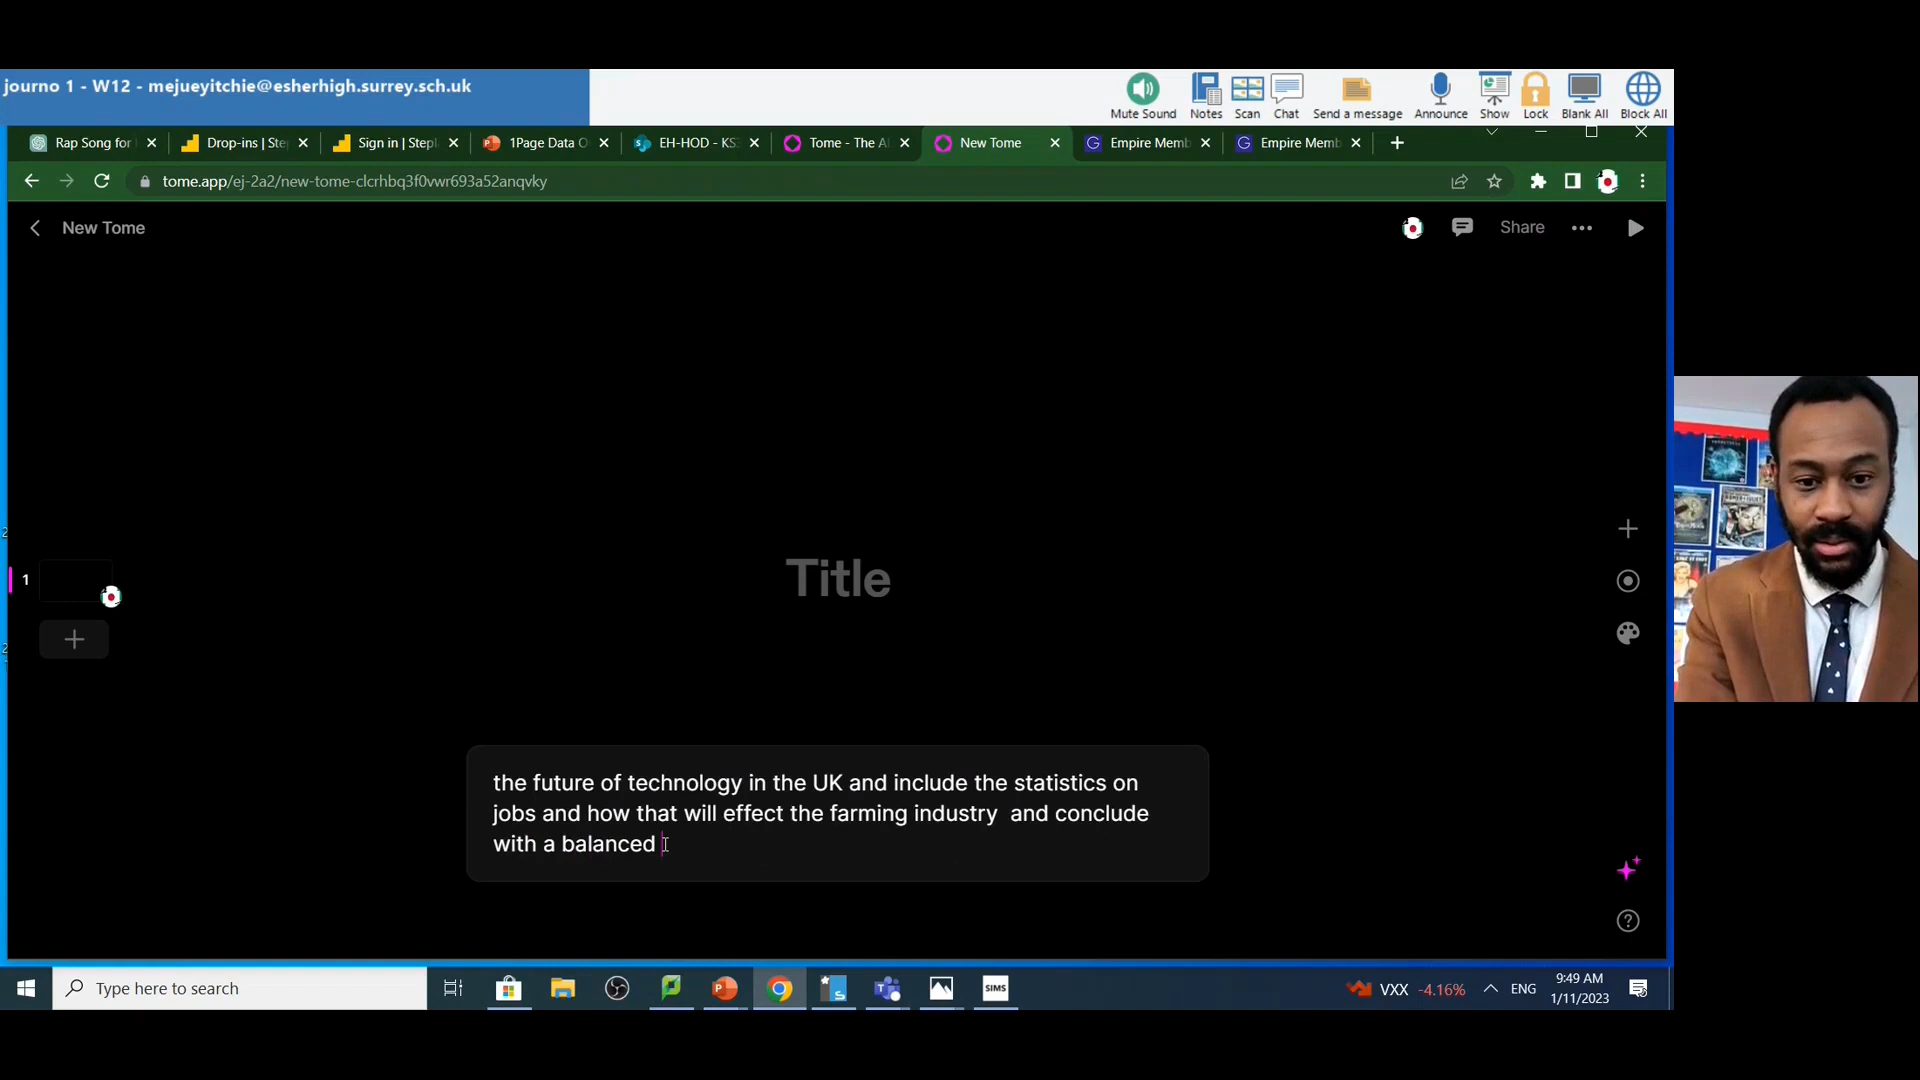 journo 1 - W12 - mejueyitchie@esherhigh.surrey.sch.uk
Mute Sound
Notes
Scan
Chat
Send a message
Announce
Show
Lock
Blank All
Block All
Rap Song for
Drop-ins | Ste
Sign in | Stepl
1Page Data O
EH-HOD - KS
Tome - The AI
New Tome
Empire Memb
Empire Memb
tome.app/ej-2a2/new-tome-clcrhbq3f0vwr693a52anqvky
New Tome
Share
Title
1
the future of technology in the UK and include the statistics on
jobs and how that will effect the farming industry  and conclude
with a balanced
Type here to search
SIMS
VXX
-4.16%
ENG
9:49 AM
1/11/2023